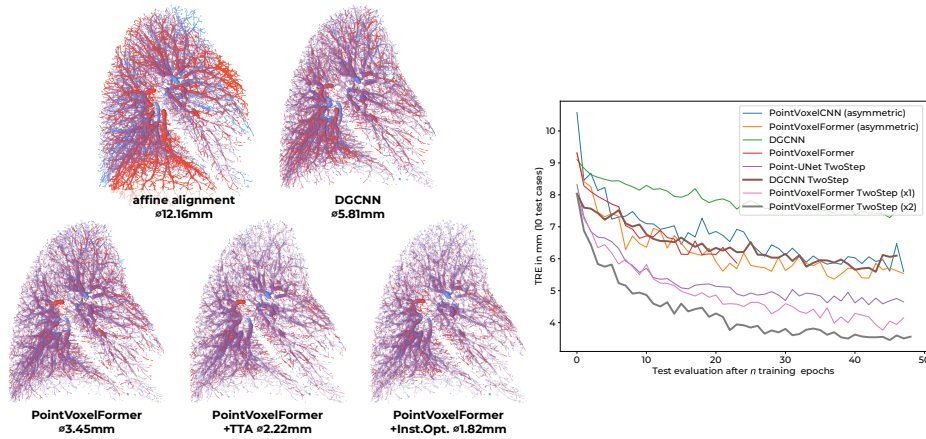 affine alignment
⌀12.16mm
DGCNN
⌀5.81mm
PointVoxelFormer
⌀3.45mm
PointVoxelFormer
+TTA ⌀2.22mm
PointVoxelFormer
+Inst.Opt. ⌀1.82mm
TRE in mm (10 test cases)
10
9
8
7
6
5
4
PointVoxelCNN (asymmetric)
PointVoxelFormer (asymmetric)
DGCNN
PointVoxelFormer
Point-UNet TwoStep
DGCNN TwoStep
PointVoxelFormer TwoStep (x1)
PointVoxelFormer TwoStep (x2)
0 10 20 30 40 50
Test evaluation after n training epochs